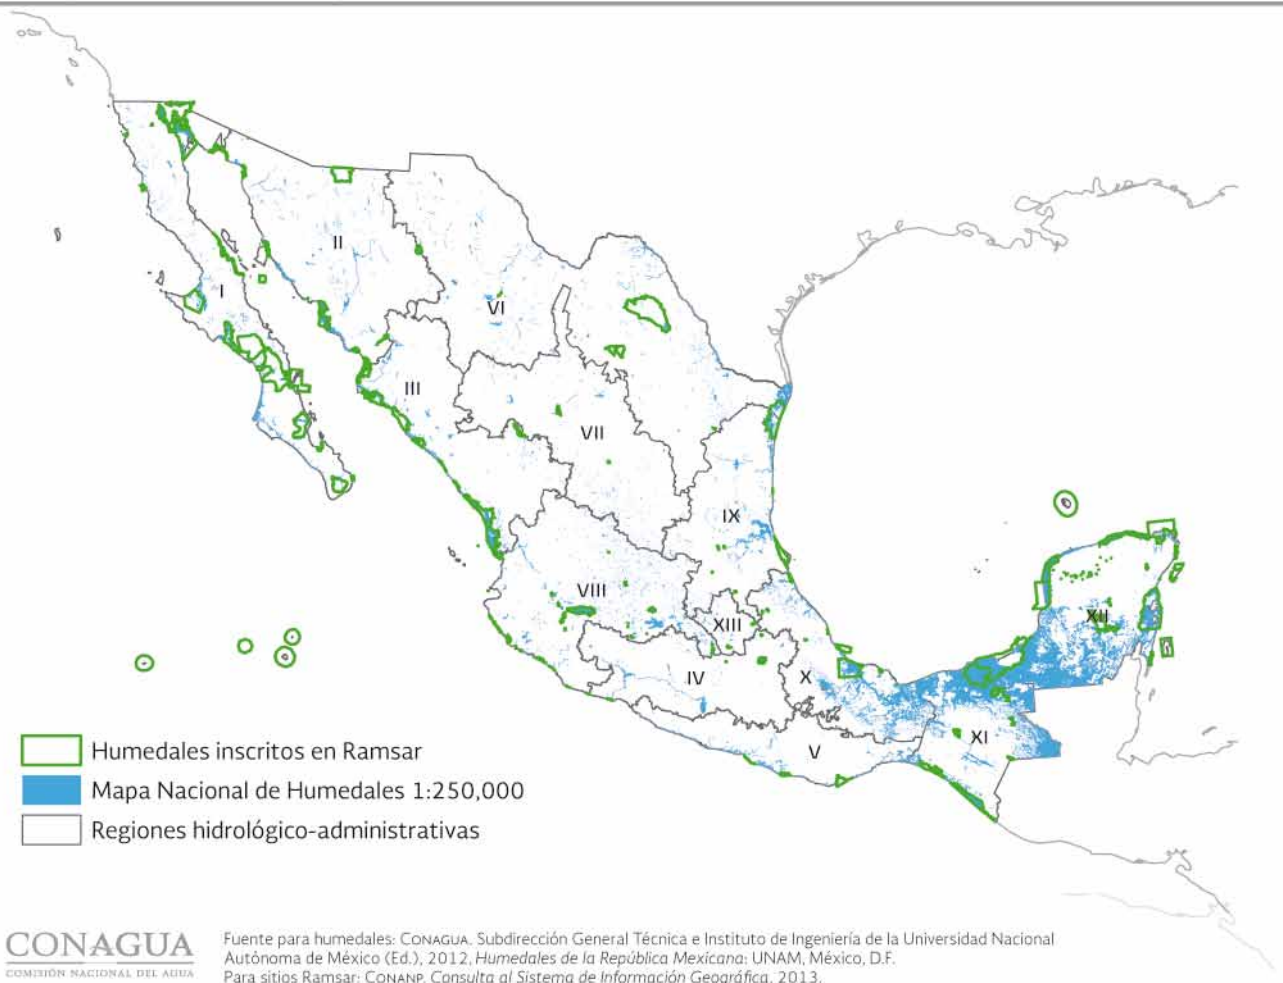 II
I
VI
III
VII
IX
VIII
XII
XIII
IV
X
XI
V
Humedales inscritos en Ramsar
Mapa Nacional de Humedales 1:250,000
Regiones hidrológico-administrativas
CONAGUA
COMISIÓN NACIONAL DEL AGUA
Fuente para humedales: CONAGUA. Subdirección General Técnica e Instituto de Ingeniería de la Universidad Nacional
Autónoma de México (Ed.), 2012, Humedales de la República Mexicana: UNAM, México, D.F.
Para sitios Ramsar: CONANP. Consulta al Sistema de Información Geográfica. 2013.